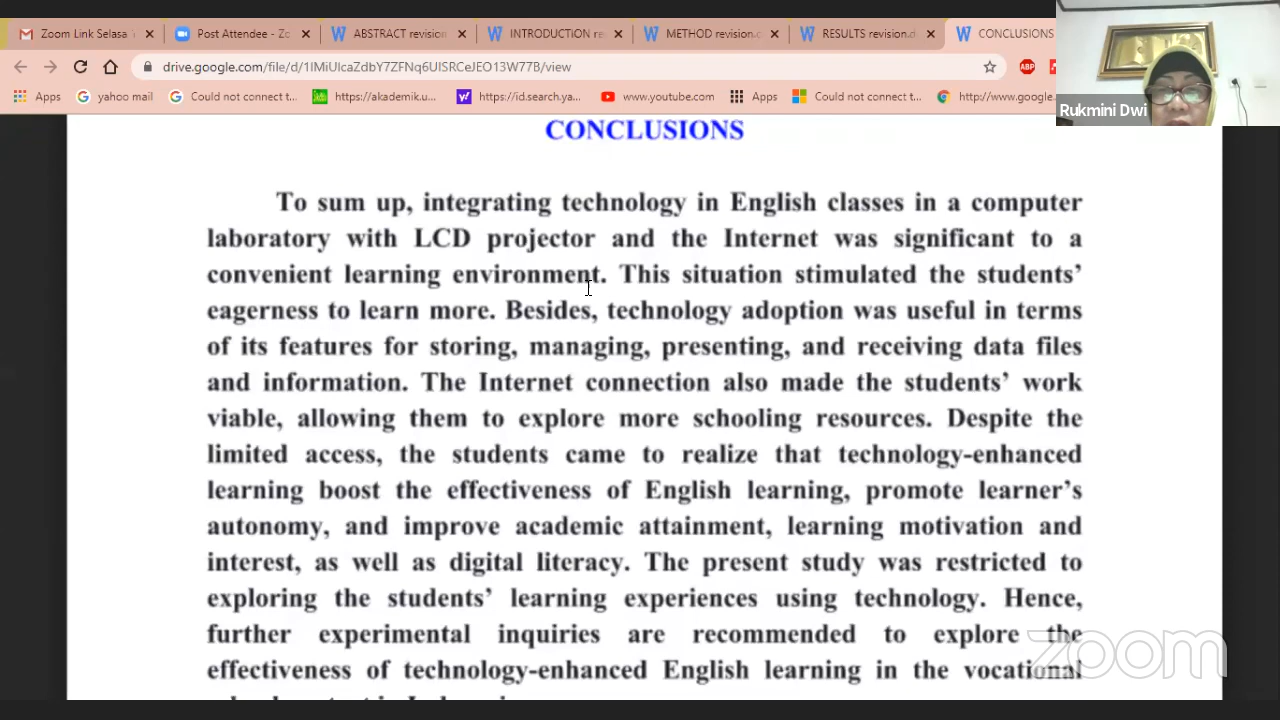 Zoom Link Selasa
Post Attendee - Zo
ABSTRACT revision
INTRODUCTION re
METHOD revision.d
RESULTS revision.d
CONCLUSIONS
drive.google.com/file/d/1IMiUlcaZdbY7ZFNq6UISRCeJEO13W77B/view
ABP
Apps
yahoo mail
Could not connect t...
https://akademik.u...
https://id.search.ya...
www.youtube.com
Apps
Could not connect t...
http://www.google.
Rukmini Dwi
CONCLUSIONS
To sum up, integrating technology in English classes in a computer
laboratory with LCD projector and the Internet was significant to a
convenient learning environment. This situation stimulated the students'
eagerness to learn more. Besides, technology adoption was useful in terms
of its features for storing, managing, presenting, and receiving data files
and information. The Internet connection also made the students' work
viable, allowing them to explore more schooling resources. Despite the
limited access, the students came to realize that technology-enhanced
learning boost the effectiveness of English learning, promote learner's
autonomy, and improve academic attainment, learning motivation and
interest, as well as digital literacy. The present study was restricted to
exploring the students' learning experiences using technology. Hence,
further experimental inquiries are recommended to explore the
effectiveness of technology-enhanced English learning in the vocational
zoom